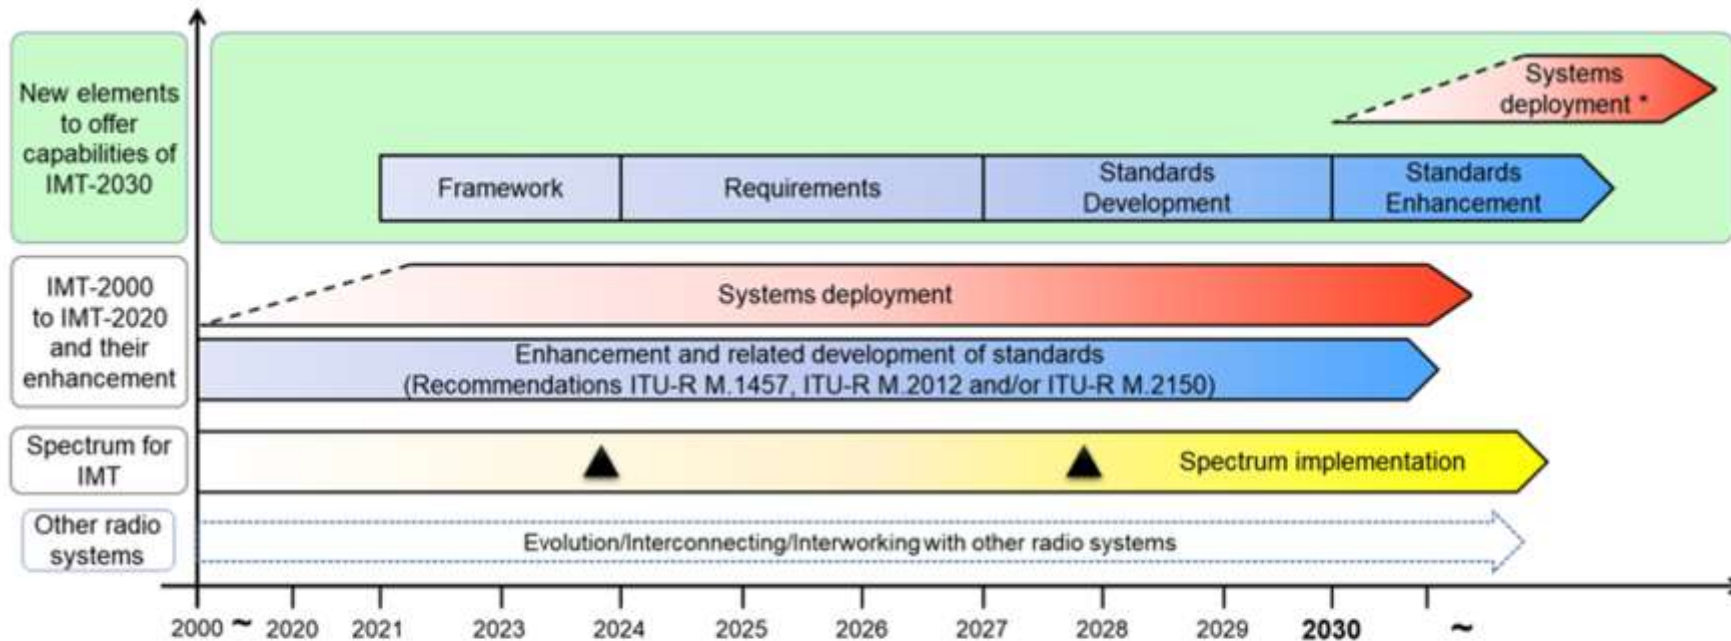 New elements
to offer
capabilities of
IMT-2030
Systems
deployment *
Framework
Requirements
Standards
Development
Standards
Enhancement
IMT-2000
to IMT-2020
and their
enhancement
Systems deployment
Enhancement and related development of standards
(Recommendations ITU-R M.1457, ITU-R M.2012 and/or ITU-R M.2150)
Spectrum for
IMT
Spectrum implementation
Other radio
systems
Evolution/Interconnecting/Interworking with other radio systems
2000 ~ 2020 2021 2023 2024 2025 2026 2027 2028 2029 2030 ~